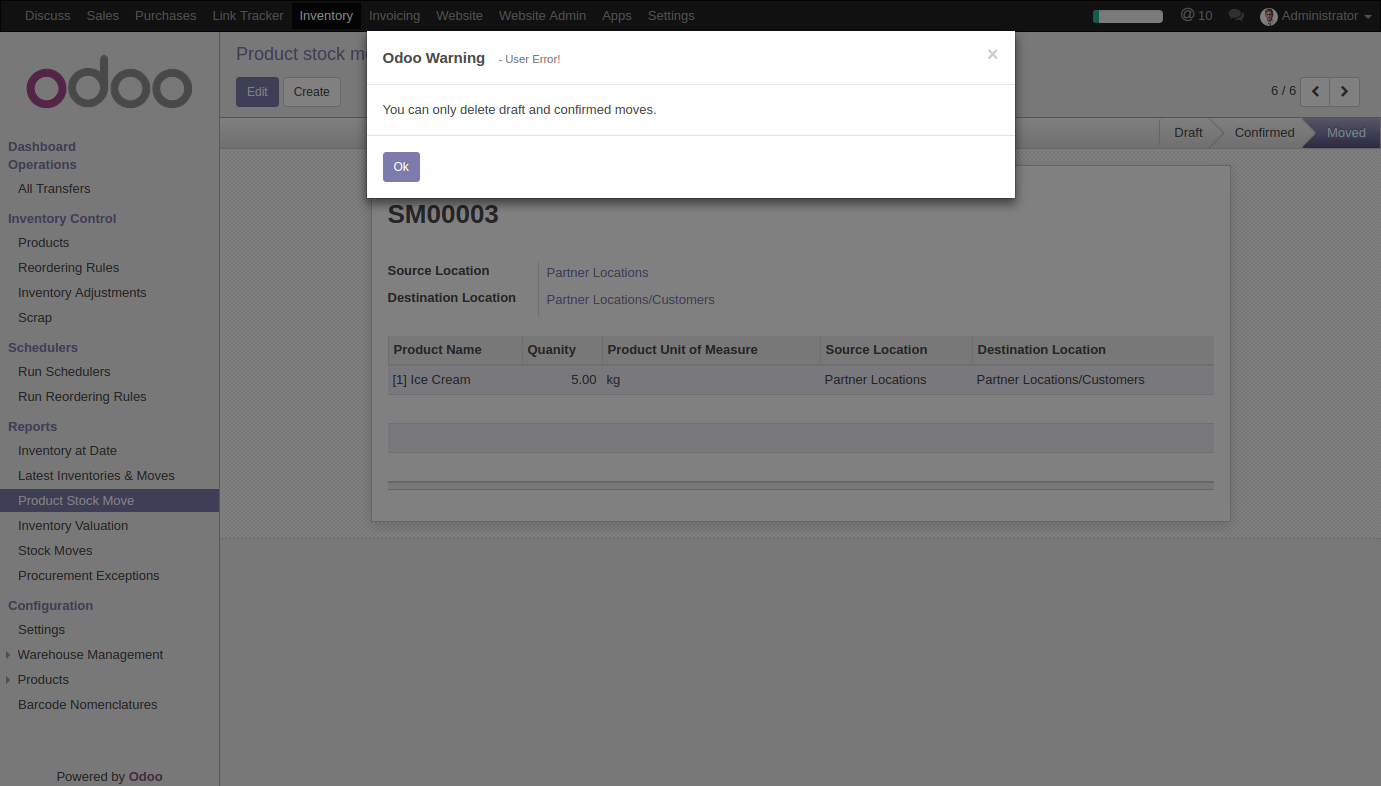 Discuss Sales Purchases Link Tracker Inventory Invoicing Website Website Admin Apps Settings @ 10 Administrator
odoo
Product stock m
Edit Create
6 / 6
Draft Confirmed Moved
Odoo Warning - User Error! ×
You can only delete draft and confirmed moves.
Ok
Dashboard
Operations
All Transfers
Inventory Control
Products
Reordering Rules
Inventory Adjustments
Scrap
Schedulers
Run Schedulers
Run Reordering Rules
Reports
Inventory at Date
Latest Inventories & Moves
Product Stock Move
Inventory Valuation
Stock Moves
Procurement Exceptions
Configuration
Settings
Warehouse Management
Products
Barcode Nomenclatures
Powered by Odoo
SM00003
Source Location Partner Locations
Destination Location Partner Locations/Customers
Product Name Quanity Product Unit of Measure Source Location Destination Location
[1] Ice Cream 5.00 kg Partner Locations Partner Locations/Customers